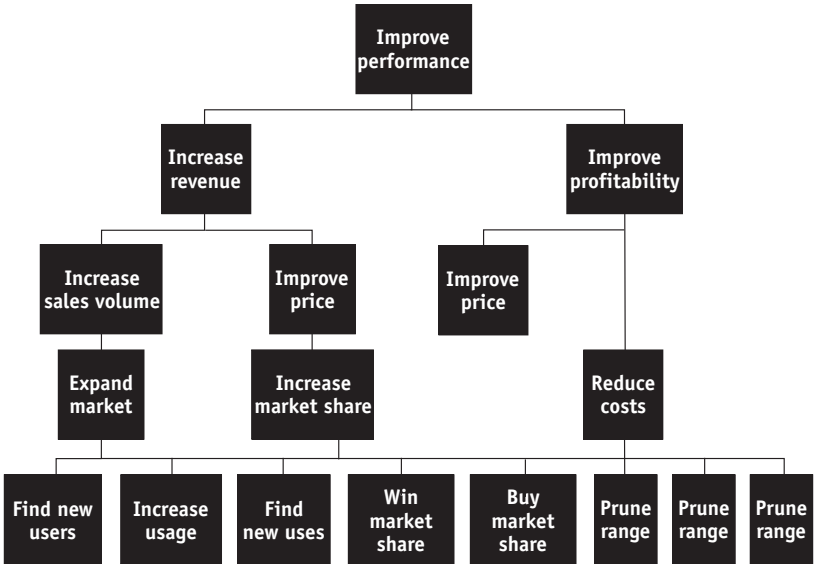 Improve
performance
Increase
revenue
Improve
profitability
Increase
sales volume
Improve
price
Improve
price
Expand
market
Increase
market share
Reduce
costs
Find new
users
Increase
usage
Find
new uses
Win
market
share
Buy
market
share
Prune
range
Prune
range
Prune
range